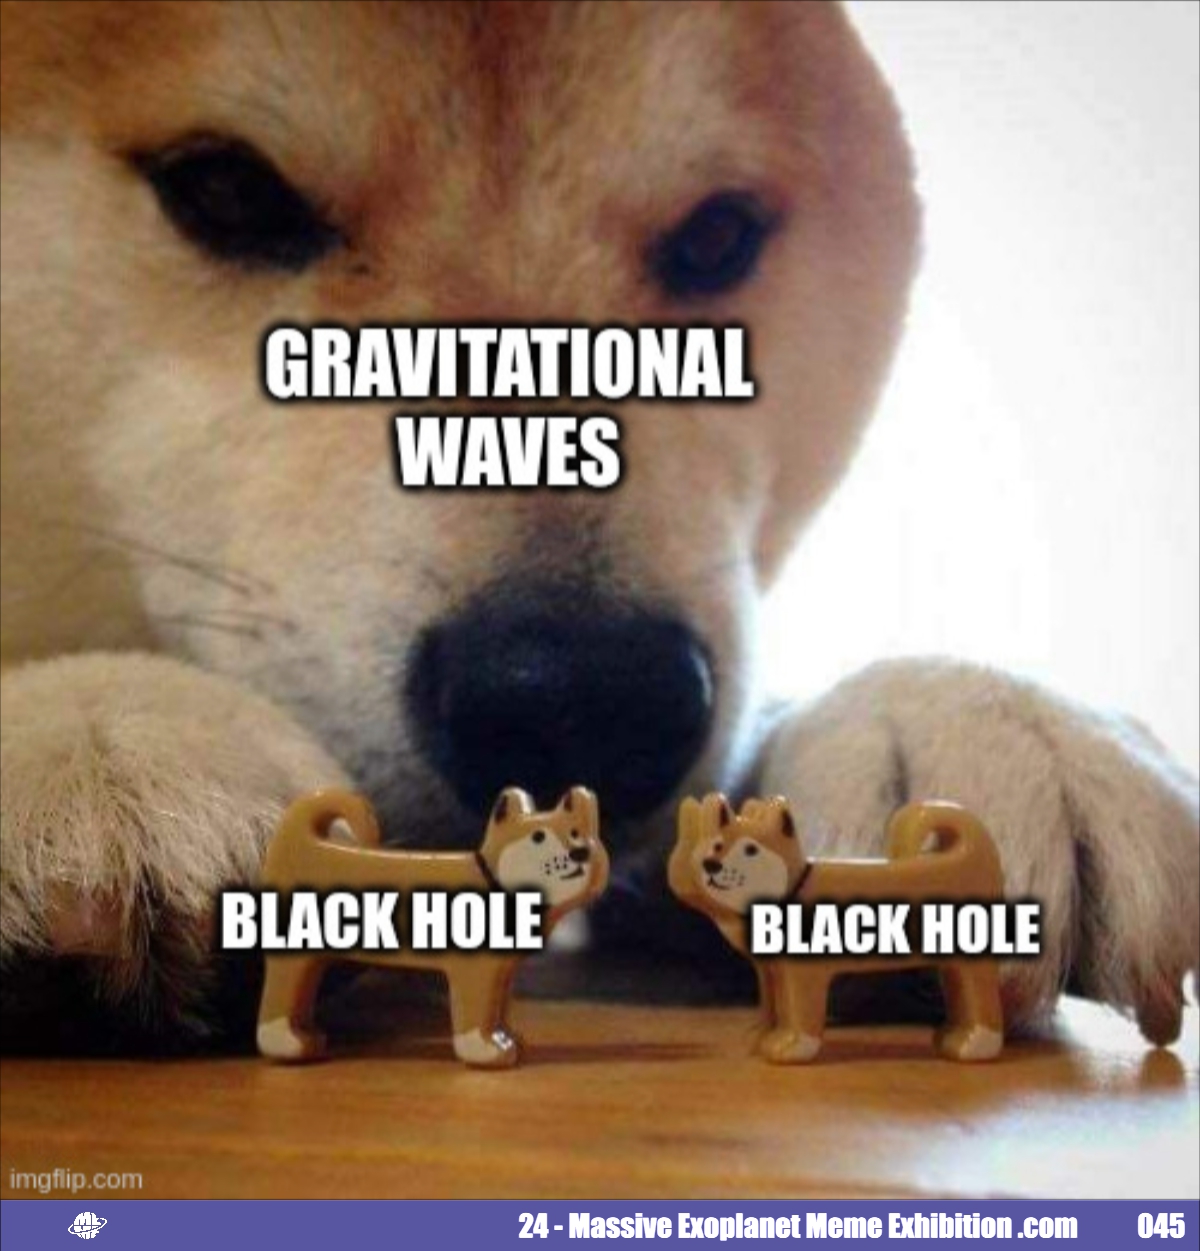 GRAVITATIONAL
WAVES
BLACK HOLE
BLACK HOLE
imgflip.com
24 - Massive Exoplanet Meme Exhibition .com 045